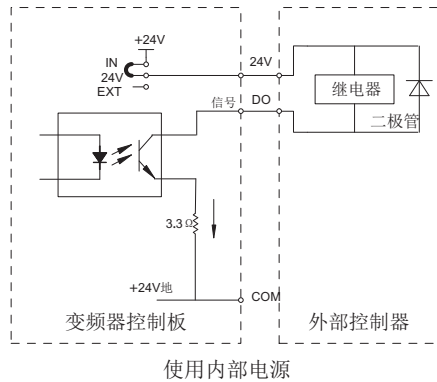 +24V
IN
24V
EXT
24V
信号
DO
继电器
二极管
3.3Ω
+24V地
COM
变频器控制板
外部控制器
使用内部电源